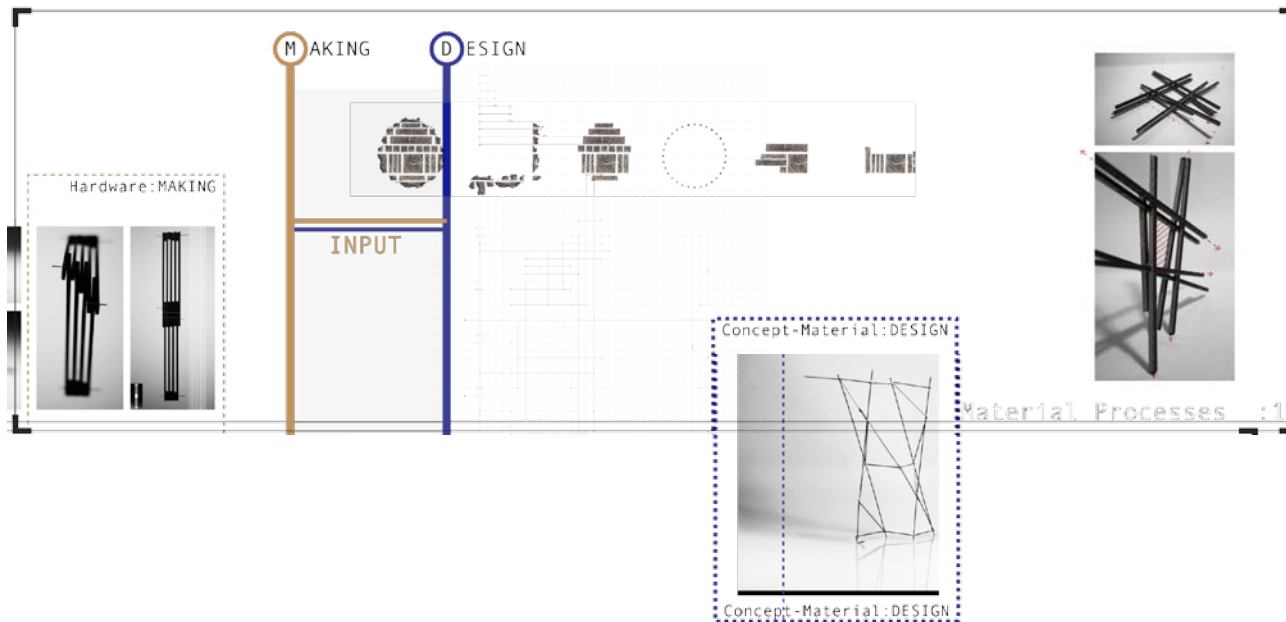 MAKING
DESIGN
Hardware:MAKING
INPUT
Concept-Material:DESIGN
Material Processes :1
Concept-Material:DESIGN